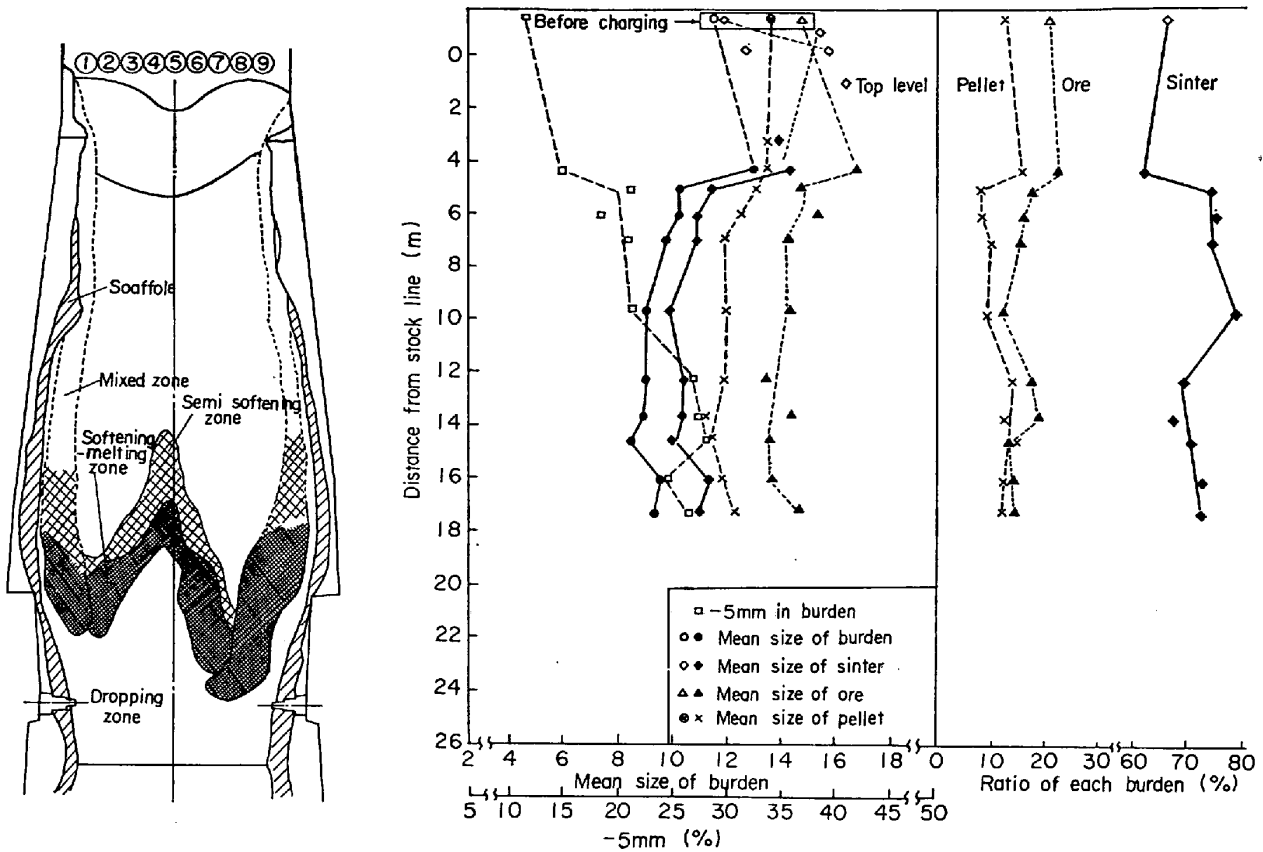 ①②③④⑤⑥⑦⑧⑨
Soaffole
Mixed zone
Semi softening
zone
Softening
-melting
zone
Dropping
zone
Before charging
Top level
Pellet
Ore
Sinter
Distance from stock line (m)
0
2
4
6
8
10
12
14
16
18
20
22
24
26
-5mm in burden
Mean size of burden
Mean size of sinter
Mean size of ore
Mean size of pellet
2 4 6 8 10 12 14 16 18
Mean size of burden
5 10 15 20 25 30 35 40 45 50
-5mm (%)
0 10 20 30 60 70 80
Ratio of each burden (%)